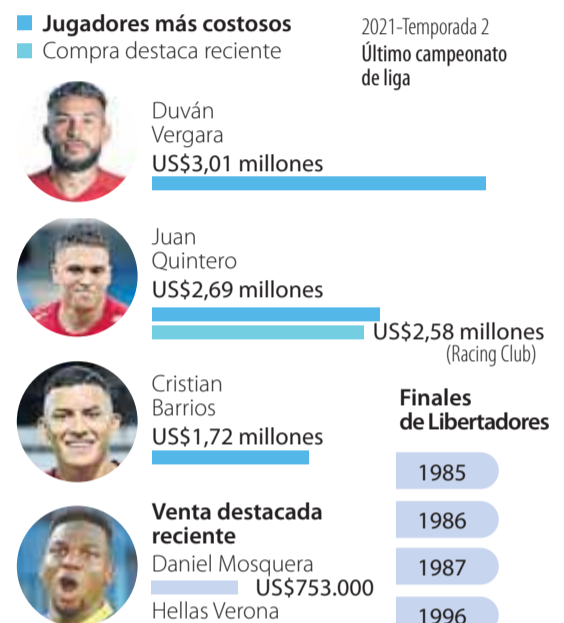 Jugadores más costosos
Compra destaca reciente
2021-Temporada 2
Último campeonato
de liga
Duván
Vergara
US$3,01 millones
Juan
Quintero
US$2,69 millones
US$2,58 millones
(Racing Club)
Cristian
Barrios
US$1,72 millones
Finales
de Libertadores
1985
1986
1987
1996
Venta destacada
reciente
Daniel Mosquera
US$753.000
Hellas Verona